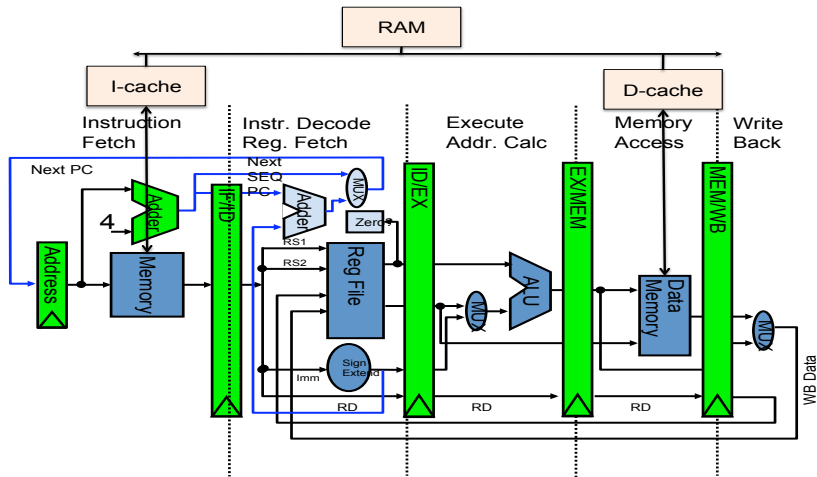 RAM
I-cache
D-cache
Instruction
Fetch
Instr. Decode
Reg. Fetch
Execute
Addr. Calc
Memory
Access
Write
Back
Next PC
Next
SEQ
PC
Adder
4
IF/ID
Adder
MUX
Zero?
ID/EX
EX/MEM
MEM/WB
Address
Memory
RS1
RS2
Reg File
ALU
MUX
Data
Memory
MUX
Imm
Sign
Extend
RD
RD
RD
WB Data